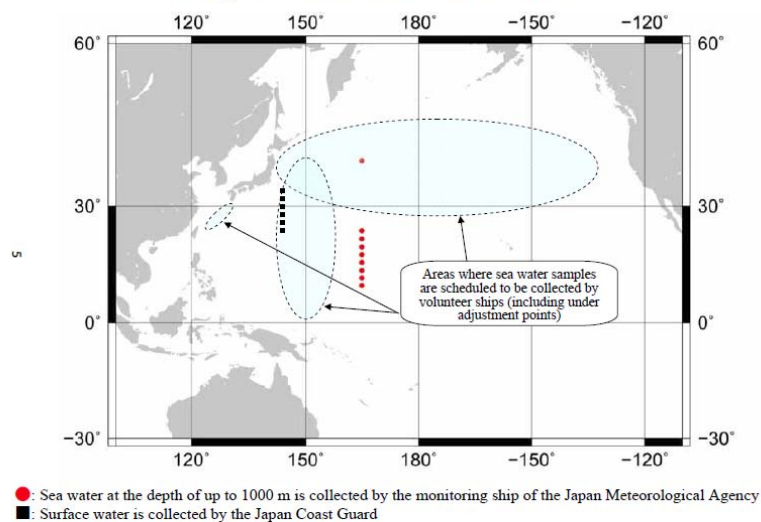 120˚ 150˚ 180˚ −150˚ −120˚
60˚ 60˚
30˚ 30˚
5
Areas where sea water samples
are scheduled to be collected by
volunteer ships (including under
adjustment points)
0˚ 0˚
−30˚ −30˚
120˚ 150˚ 180˚ −150˚ −120˚
●: Sea water at the depth of up to 1000 m is collected by the monitoring ship of the Japan Meteorological Agency
■: Surface water is collected by the Japan Coast Guard